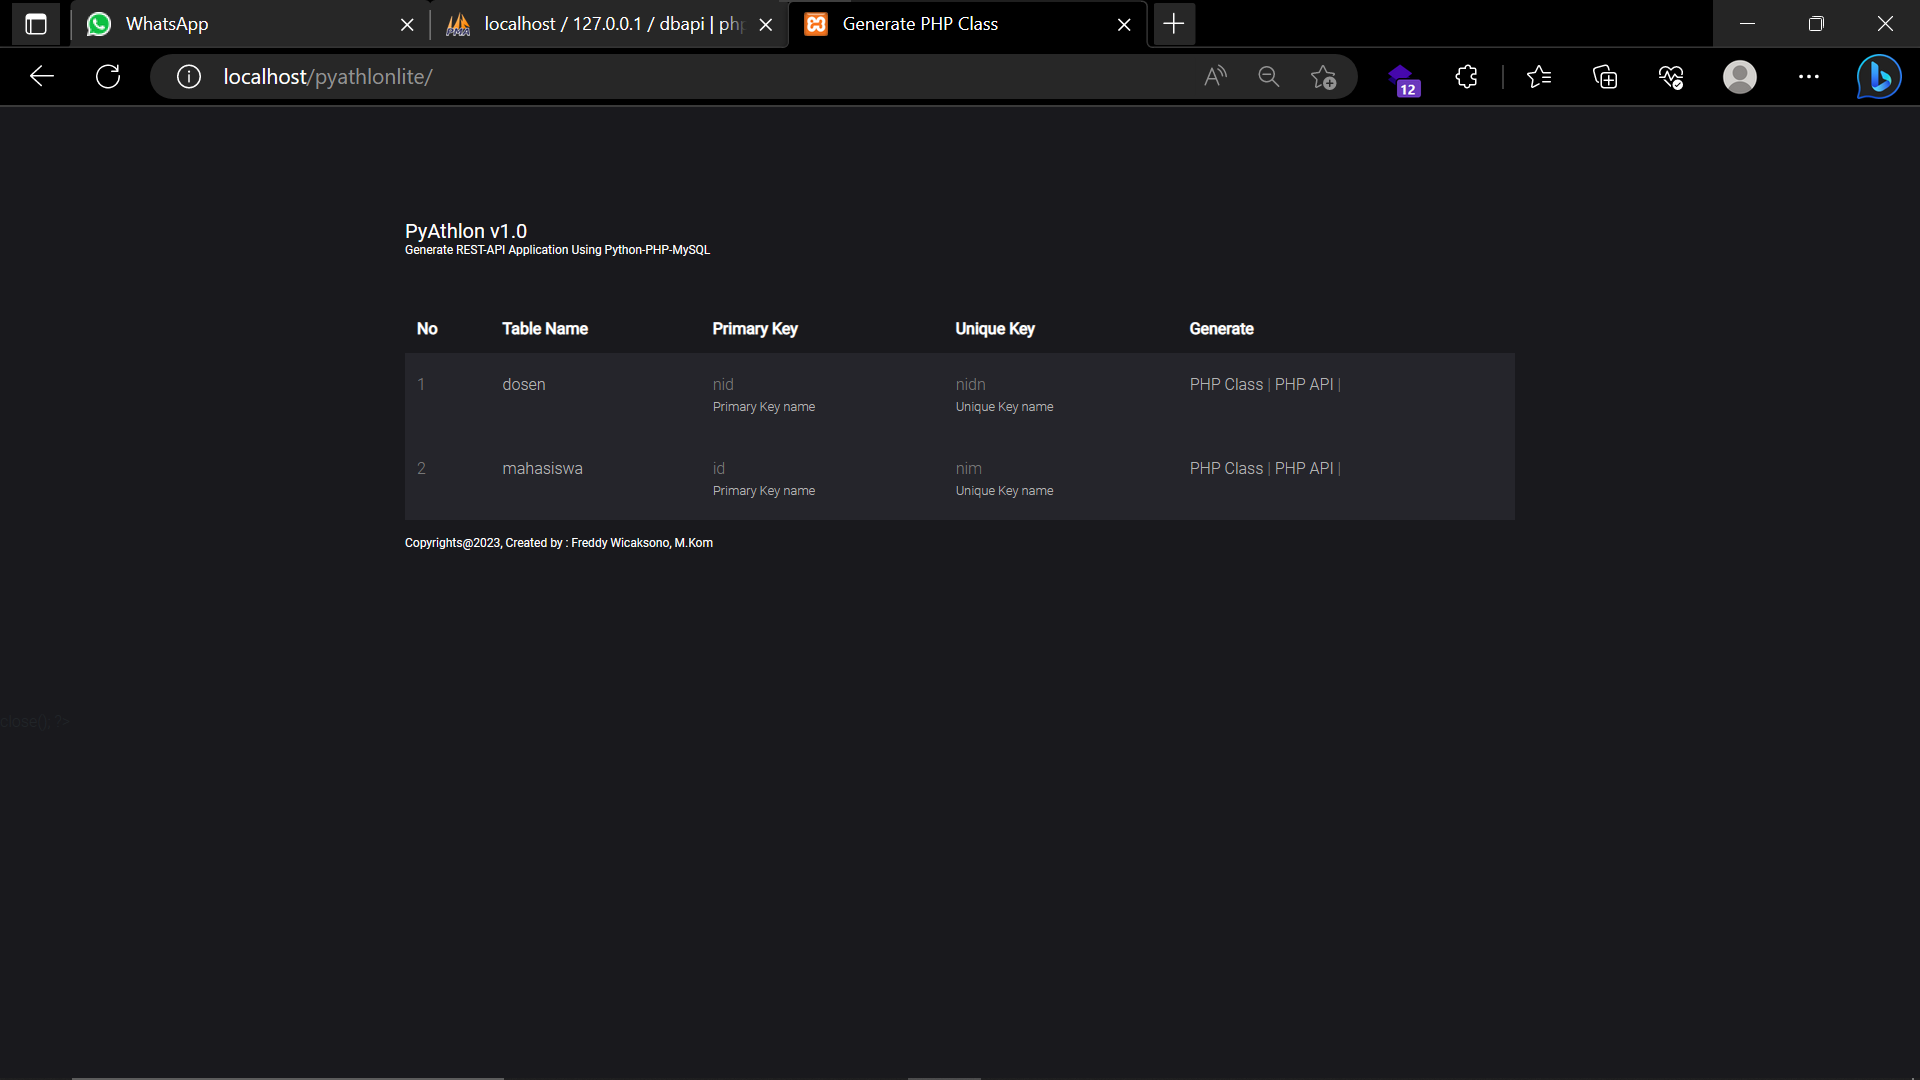 WhatsApp
localhost / 127.0.0.1 / dbapi | php
Generate PHP Class
localhost/pyathlonlite/
12
PyAthlon v1.0
Generate REST-API Application Using Python-PHP-MySQL
No Table Name Primary Key Unique Key Generate
1 dosen nid nidn PHP Class | PHP API |
Primary Key name Unique Key name
2 mahasiswa id nim PHP Class | PHP API |
Primary Key name Unique Key name
Copyrights@2023, Created by : Freddy Wicaksono, M.Kom
close(); ?>